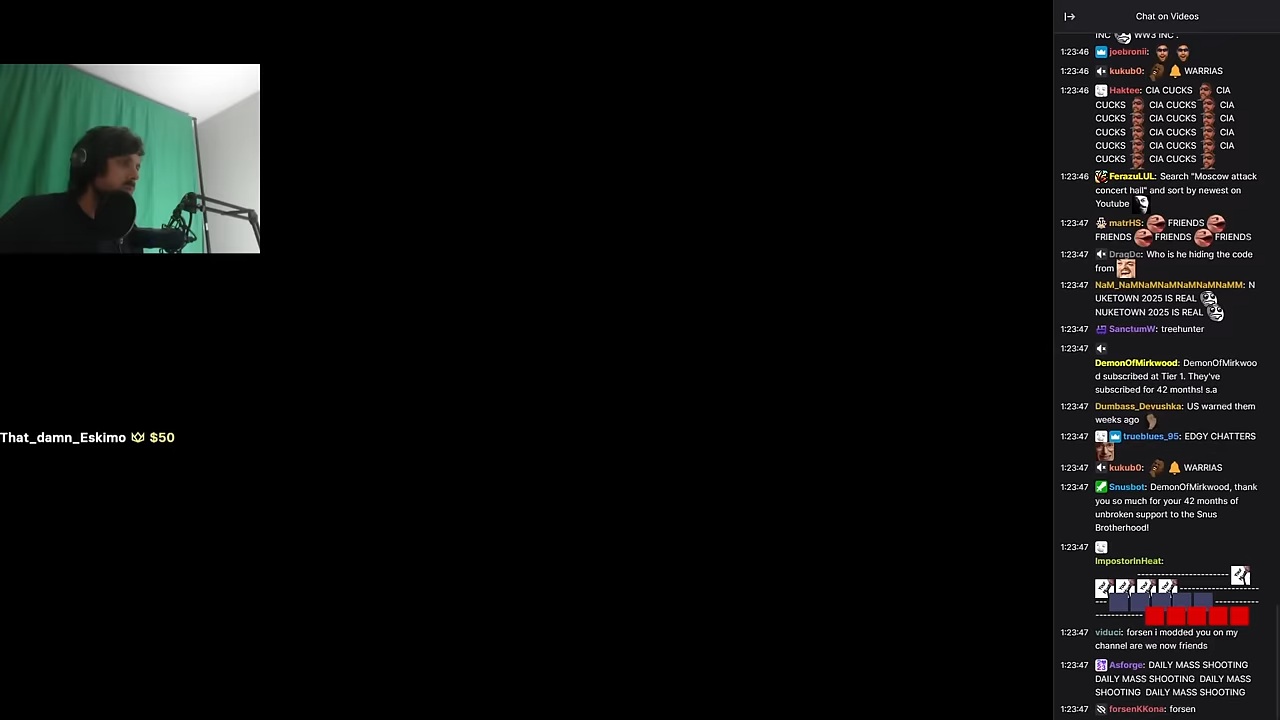 Chat on Videos
INC WW3 INC .
1:23:46 joebronii:
1:23:46 kukub0: WARRIAS
1:23:46 Haktee: CIA CUCKS CIA
CUCKS CIA CUCKS CIA
CUCKS CIA CUCKS CIA
CUCKS CIA CUCKS CIA
CUCKS CIA CUCKS CIA
CUCKS CIA CUCKS
1:23:46 FerazuLUL: Search "Moscow attack
concert hall" and sort by newest on
Youtube
1:23:47 matrHS: FRIENDS
FRIENDS FRIENDS FRIENDS
1:23:47 DragDc: Who is he hiding the code
from
1:23:47 NaM_NaMNaMNaMNaMNaMNaMM: N
UKETOWN 2025 IS REAL
NUKETOWN 2025 IS REAL
1:23:47 SanctumW: treehunter
1:23:47
DemonOfMirkwood: DemonOfMirkwoo
d subscribed at Tier 1. They've
subscribed for 42 months! s.a
1:23:47 Dumbass_Devushka: US warned them
weeks ago
1:23:47 trueblues_95: EDGY CHATTERS
1:23:47 kukub0: WARRIAS
1:23:47 Snusbot: DemonOfMirkwood, thank
you so much for your 42 months of
unbroken support to the Snus
Brotherhood!
1:23:47
ImpostorInHeat:
1:23:47 viduci: forsen i modded you on my
channel are we now friends
1:23:47 Asforge: DAILY MASS SHOOTING
DAILY MASS SHOOTING DAILY MASS
SHOOTING DAILY MASS SHOOTING
1:23:47 forsenKKona: forsen
That_damn_Eskimo $50